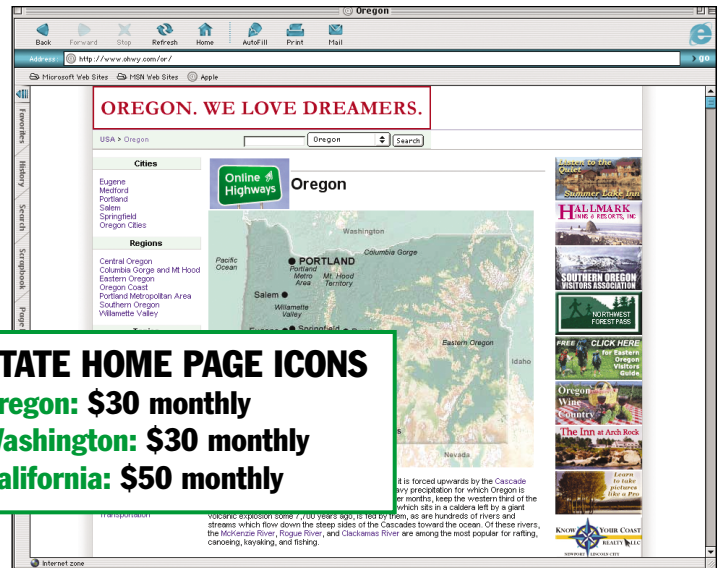 Oregon
Back
Forward
Stop
Refresh
Home
AutoFill
Print
Mail
Address: http://www.ohwy.com/or/
go
Microsoft Web Sites
MSN Web Sites
Apple
Favorites
History
Search
Scrapbook
Page
OREGON. WE LOVE DREAMERS.
USA > Oregon
Oregon
Search
Cities
Eugene
Medford
Portland
Salem
Springfield
Oregon Cities
Regions
Central Oregon
Columbia Gorge and Mt Hood
Eastern Oregon
Oregon Coast
Portland Metropolitan Area
Southern Oregon
Willamette Valley
Transportation
Online
Highways
Oregon
Washington
Pacific
Ocean
Columbia Gorge
PORTLAND
Portland
Metro
Area
Mt. Hood
Territory
Salem
Willamette
Valley
Eugene
Springfield
Eastern Oregon
Idaho
Nevada
TATE HOME PAGE ICONS
regon: $30 monthly
ashington: $30 monthly
alifornia: $50 monthly
it is forced upwards by the Cascade
avy precipitation for which Oregon is
er months, keep the western third of the
which sits in a caldera left by a giant
volcanic explosion some 7,700 years ago, is fed by them, as are hundreds of rivers and
streams which flow down the steep sides of the Cascades toward the ocean. Of these rivers,
the McKenzie River, Rogue River, and Clackamas River are among the most popular for rafting,
canoeing, kayaking, and fishing.
Listen to the
Quiet
Summer Lake Inn
HALLMARK
INNS & RESORTS, INC
SOUTHERN OREGON
VISITORS ASSOCIATION
NORTHWEST
FOREST PASS
FREE CLICK HERE
for Eastern
Oregon
Visitors
Guide
Oregon
Wine
Country
The Inn at Arch Rock
Learn
to take
pictures
like a Pro
KNOW YOUR COAST
REALTY LLC
NEWPORT LINCOLN CITY
Internet zone